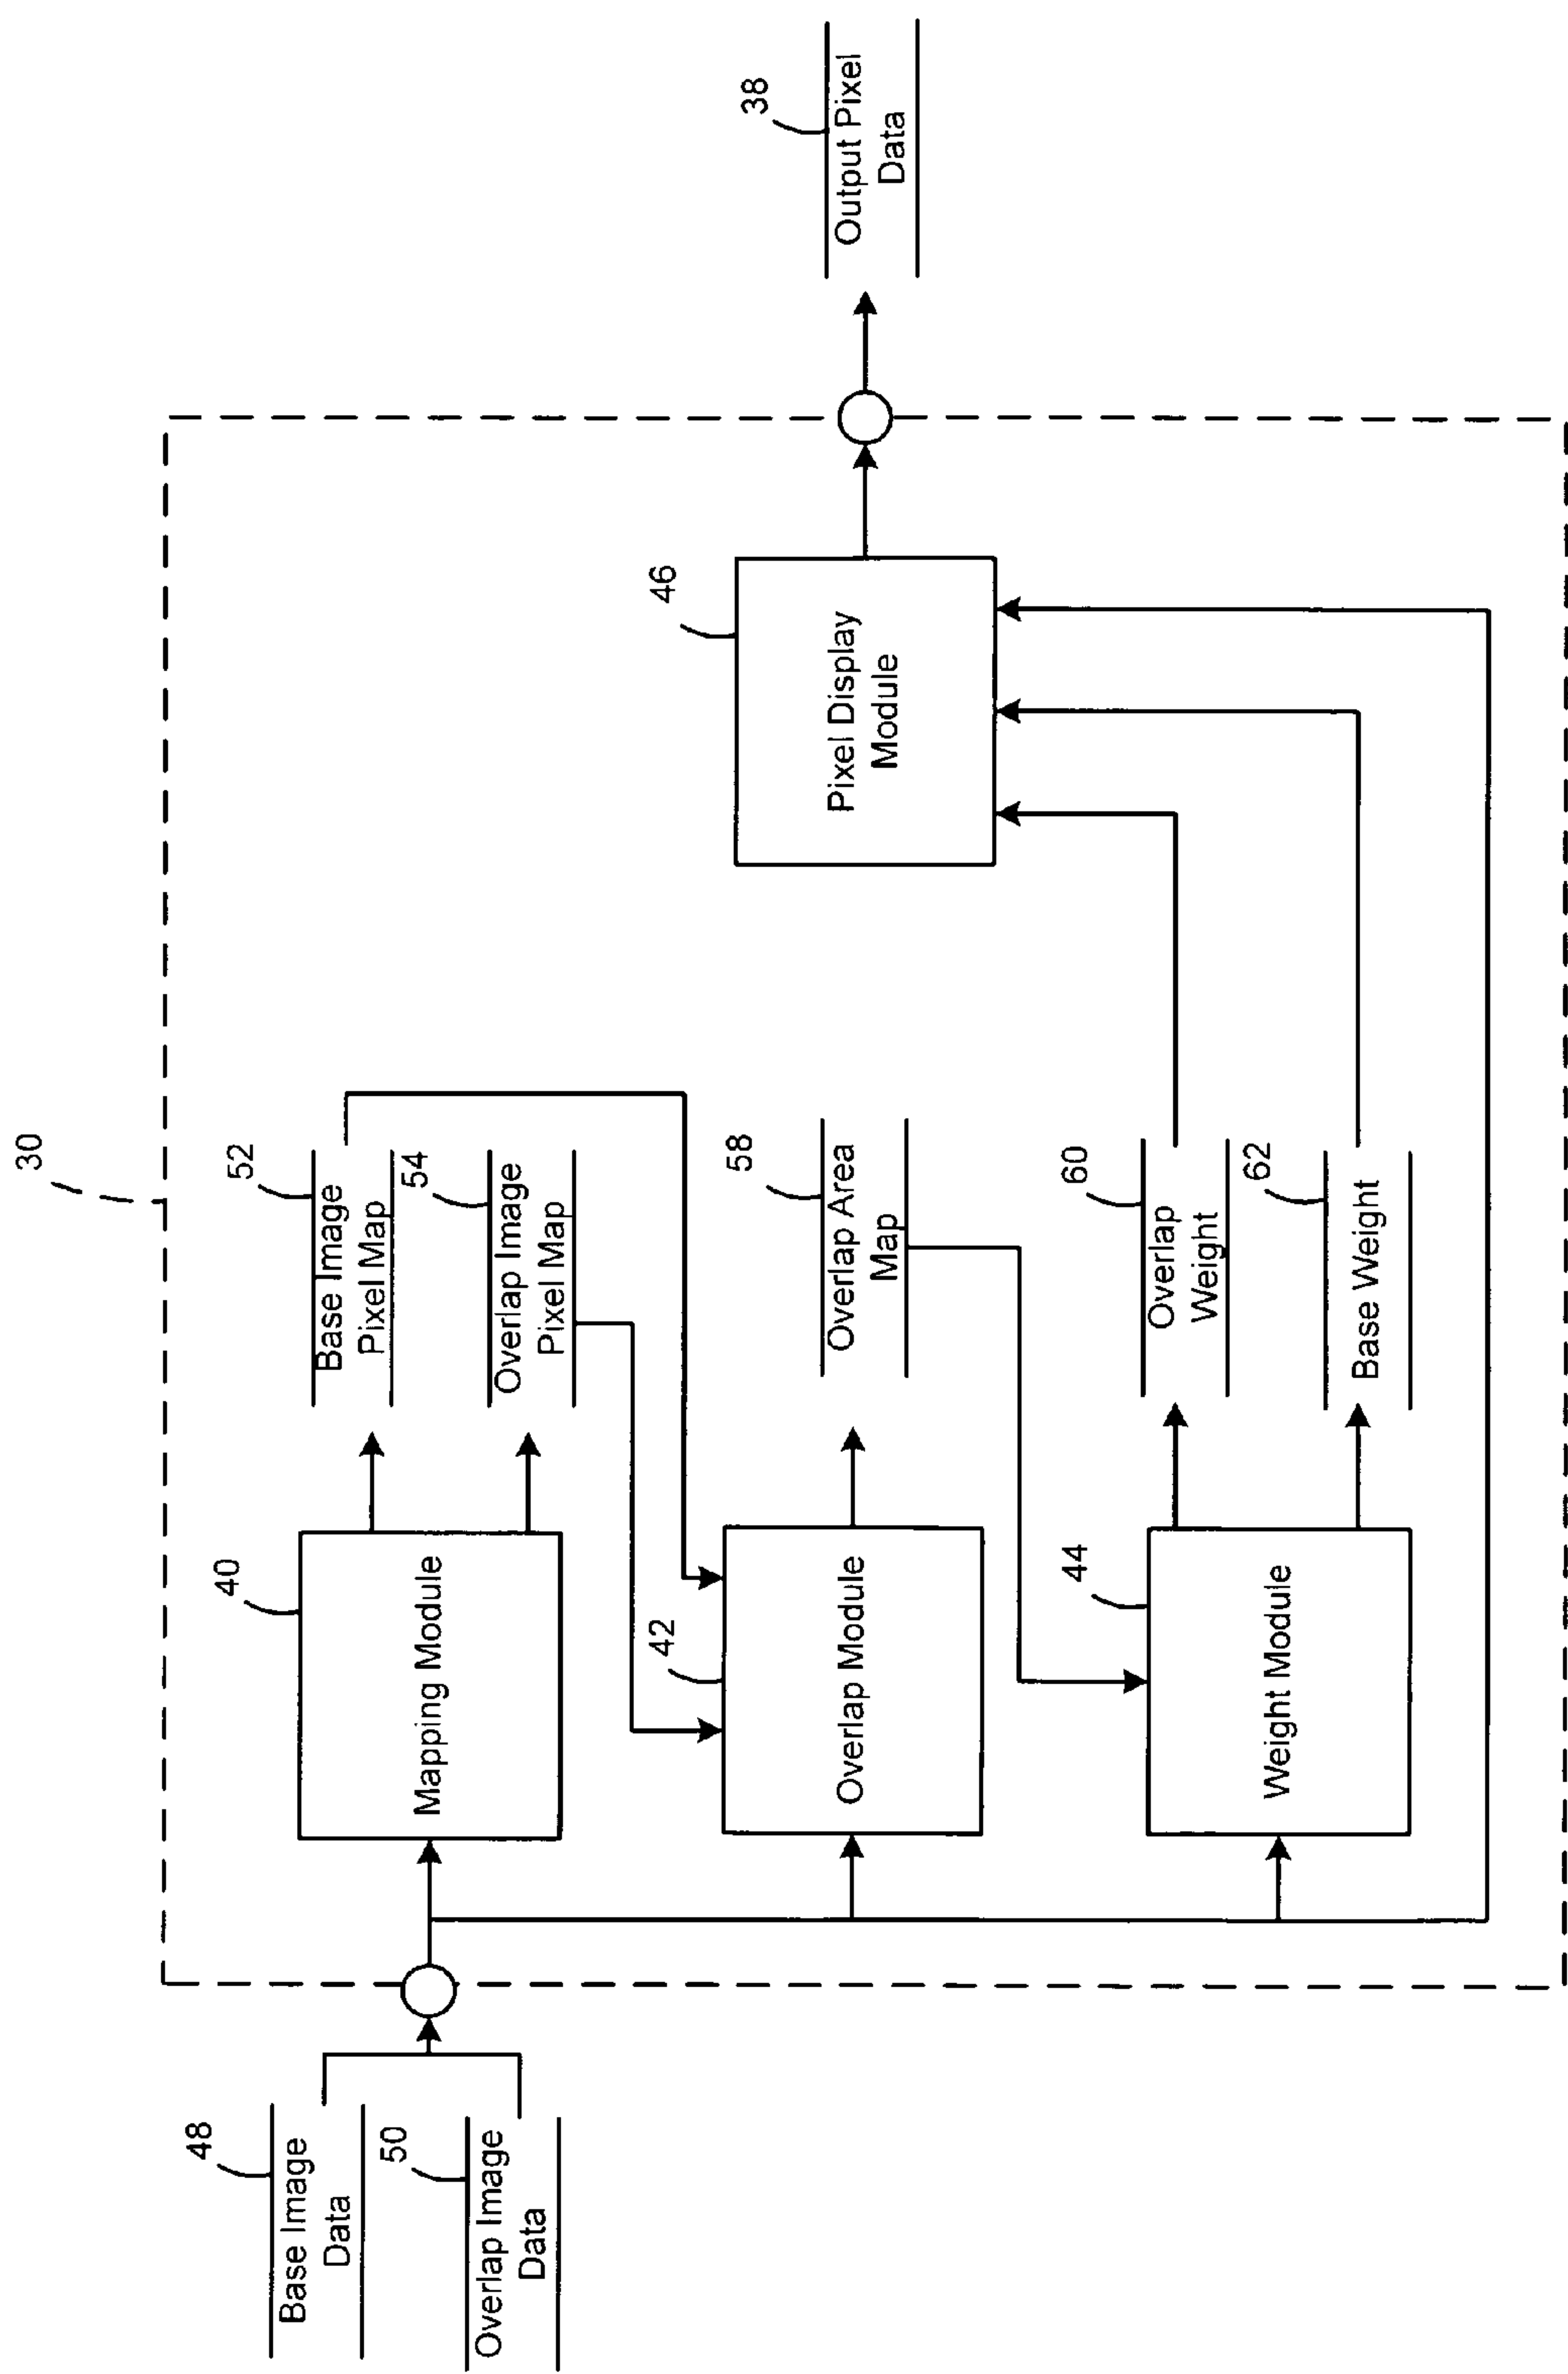 30
48
Base Image
Data
50
Overlap Image
Data
40
Mapping Module
52
Base Image
Pixel Map
54
Overlap Image
Pixel Map
42
Overlap Module
58
Overlap Area
Map
44
Weight Module
60
Overlap
Weight
62
Base Weight
46
Pixel Display
Module
38
Output Pixel
Data